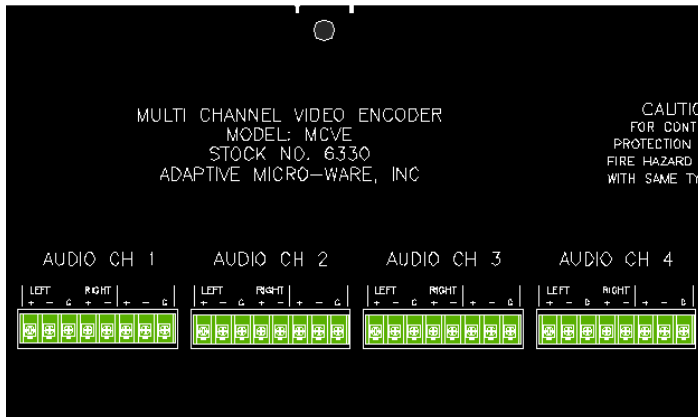 MULTI CHANNEL VIDEO ENCODER
MODEL: MCVE
STOCK NO. 6330
ADAPTIVE MICRO-WARE, INC
CAUTIO
FOR CONT
PROTECTION
FIRE HAZARD
WITH SAME TY
AUDIO CH 1 AUDIO CH 2 AUDIO CH 3 AUDIO CH 4
LEFT RIGHT LEFT RIGHT LEFT RIGHT LEFT RIGHT
+ - G + - + - G + - G + - + - G + - G + - + - G + - + - + -